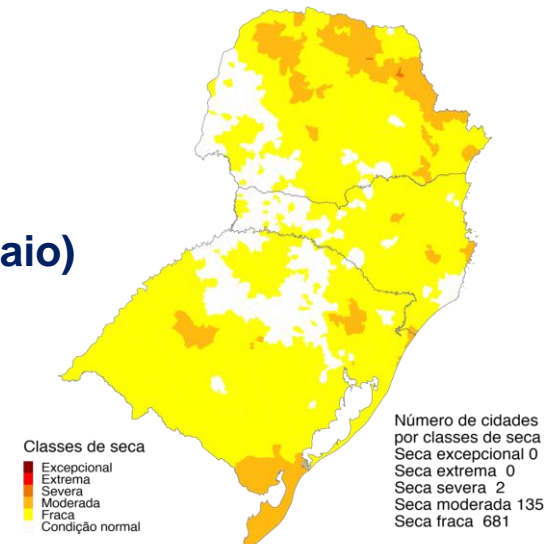 aio)
Classes de seca
Excepcional
Extrema
Severa
Moderada
Fraca
Condição normal
Número de cidades
por classes de seca
Seca excepcional 0
Seca extrema 0
Seca severa 2
Seca moderada 135
Seca fraca 681